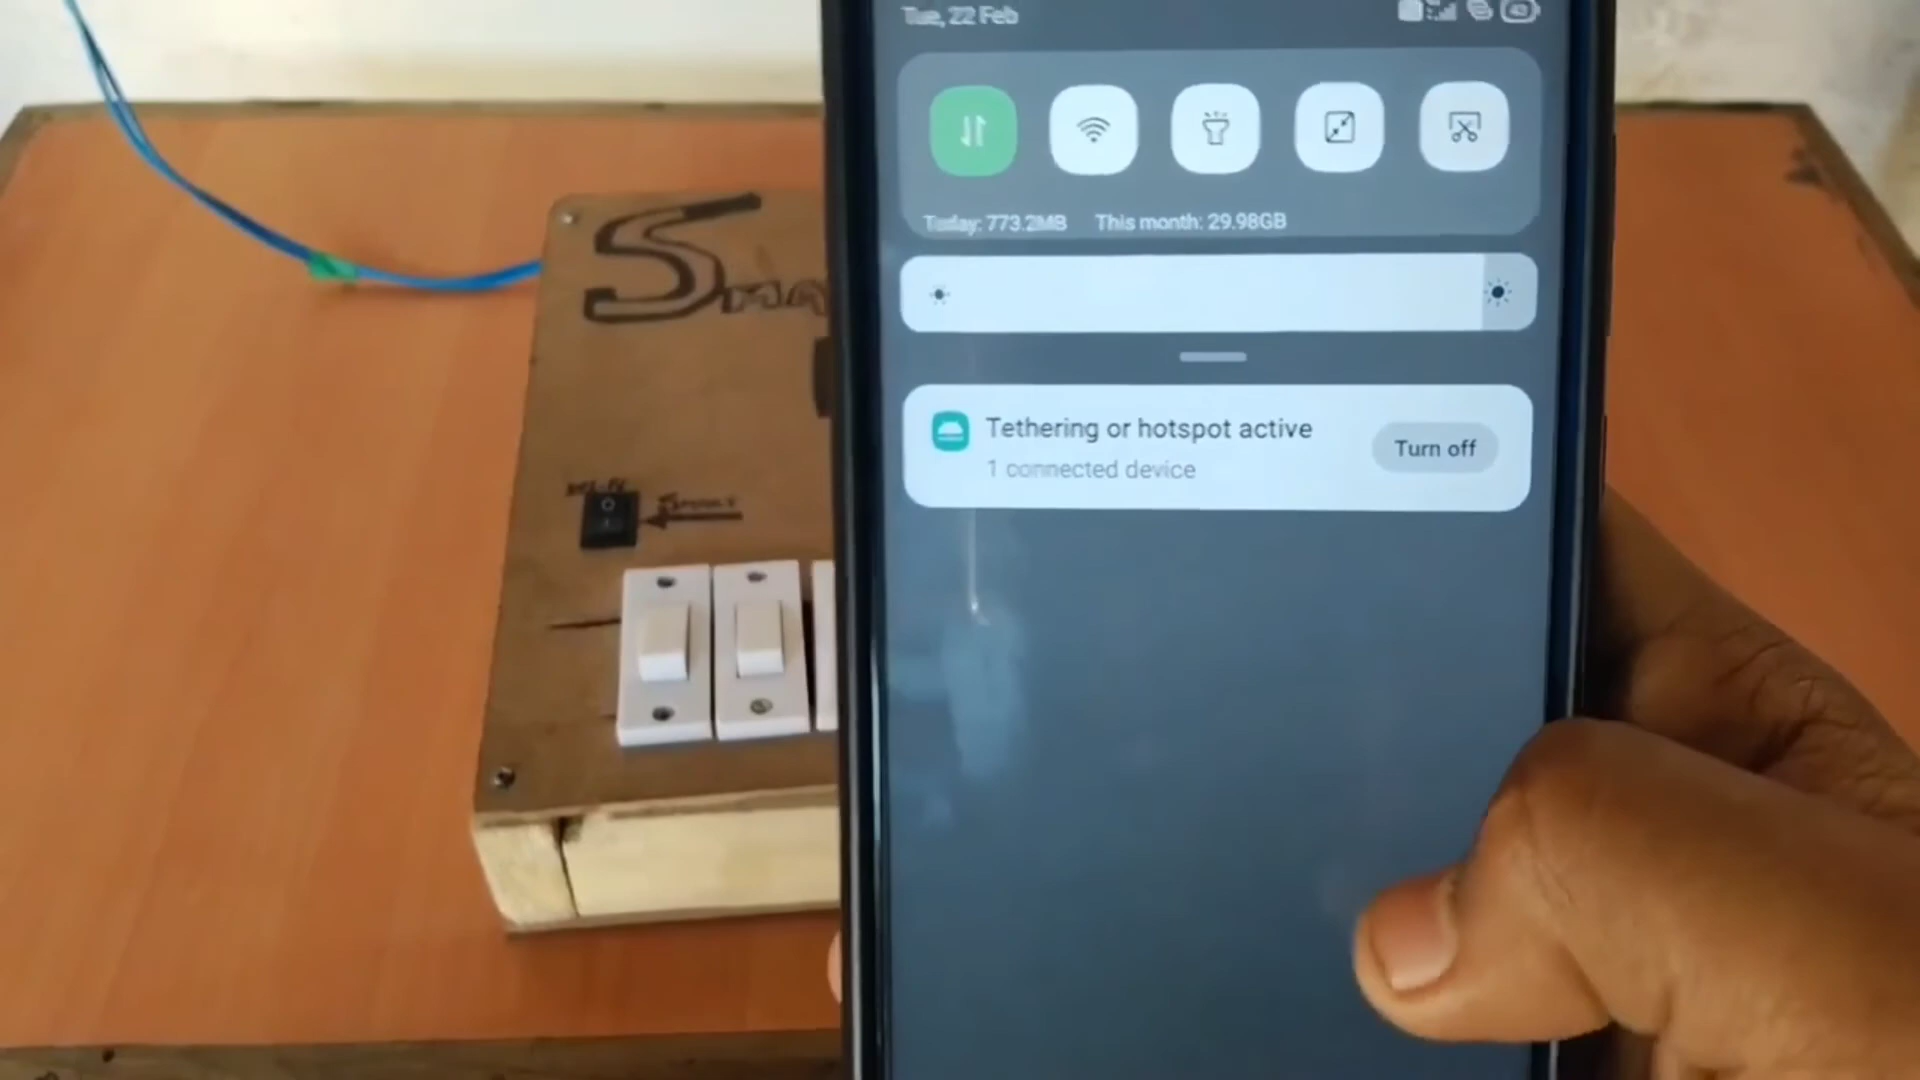 Tue, 22 Feb
Today: 773.2MB This month: 29.98GB
Tethering or hotspot active
1 connected device
Turn off
Sma